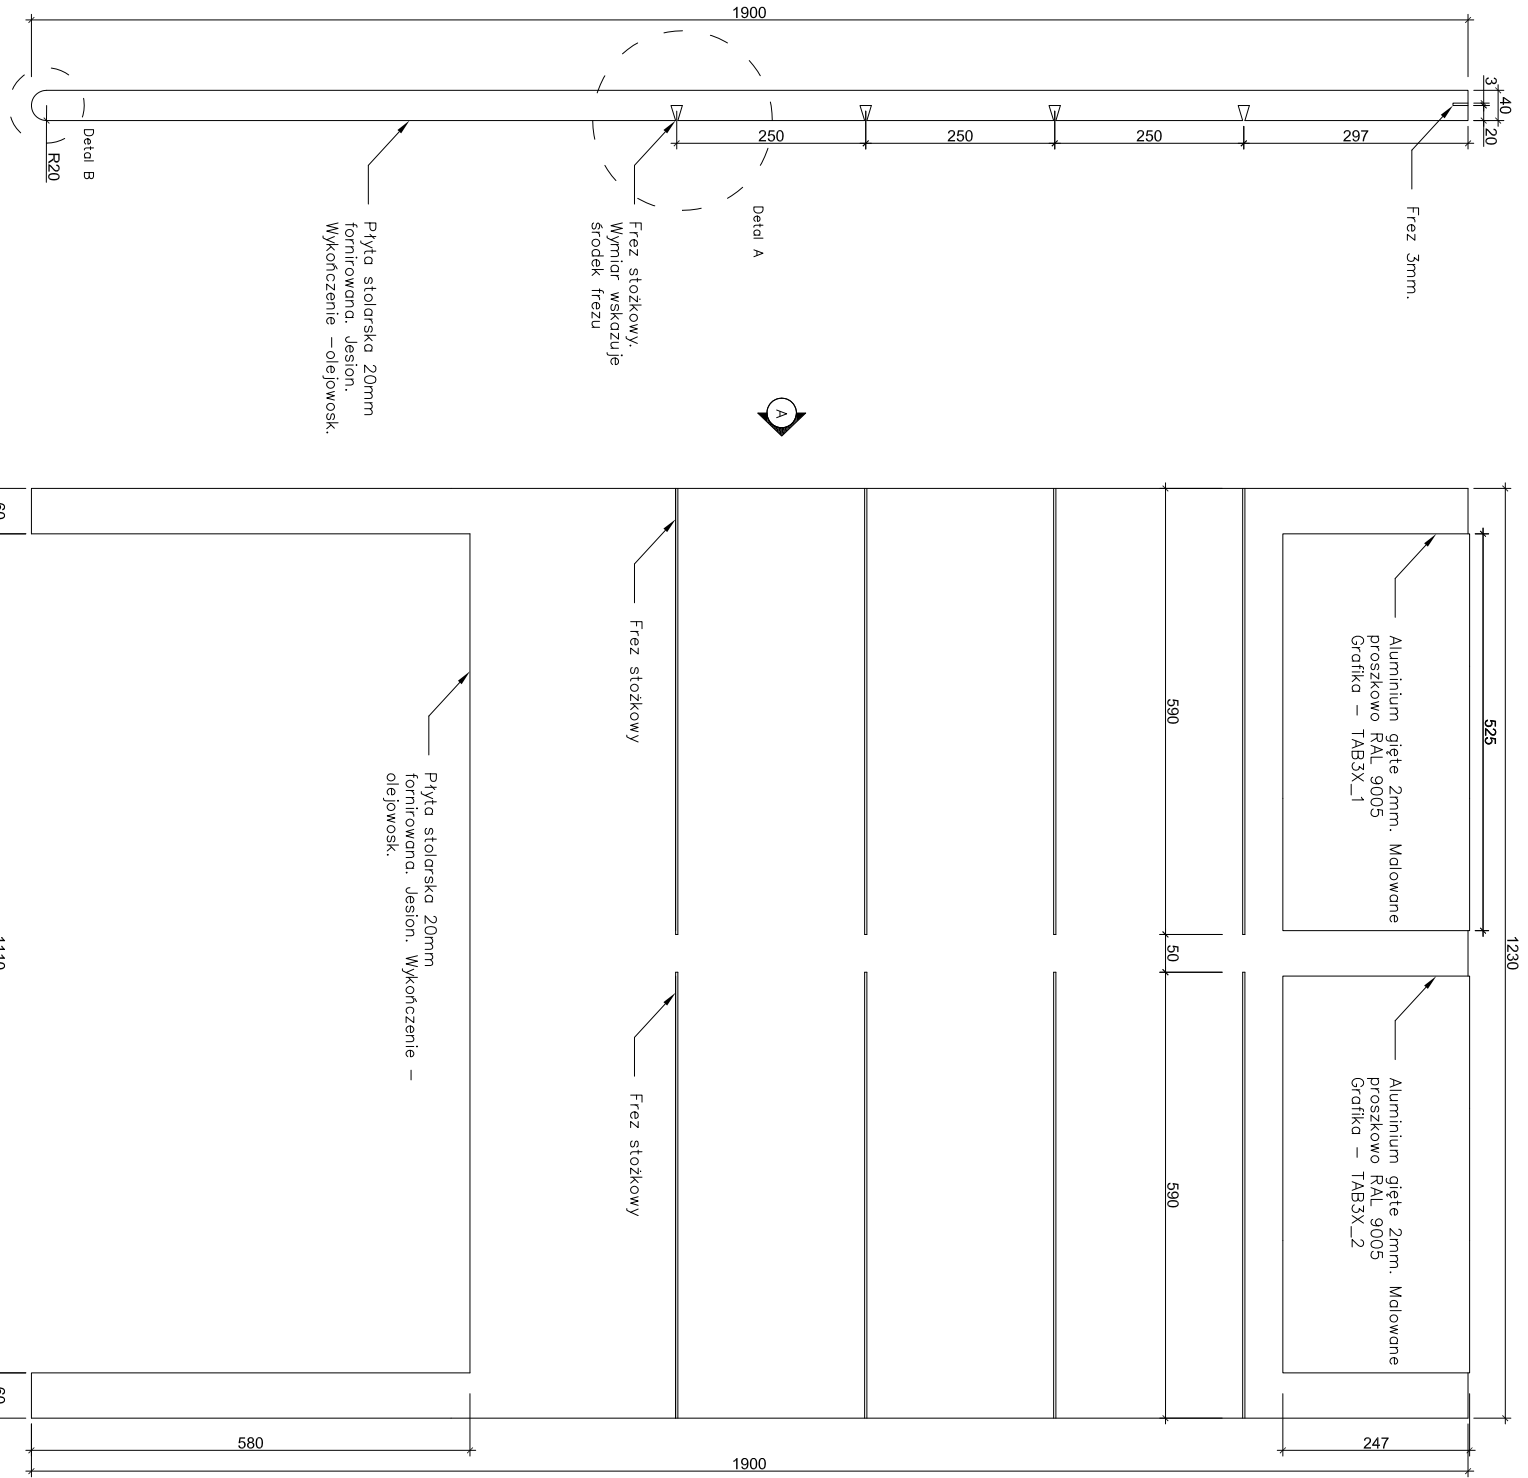 1900
3
40
20
250
250
250
297
Detal B
R20
Detal A
Frez 3mm.
Płyta stolarska 20mm
fornirowana. Jesion.
Wykończenie –olejowosk.
Frez stożkowy.
Wymiar wskazuje
środek frezu
A
60
1110
60
Frez stożkowy
Frez stożkowy
Płyta stolarska 20mm
fornirowana. Jesion. Wykończenie –
olejowosk.
590
50
590
525
1230
Aluminium gięte 2mm. Malowane
proszkowo RAL 9005
Grafika – TAB3X_1
Aluminium gięte 2mm. Malowane
proszkowo RAL 9005
Grafika – TAB3X_2
580
247
1900